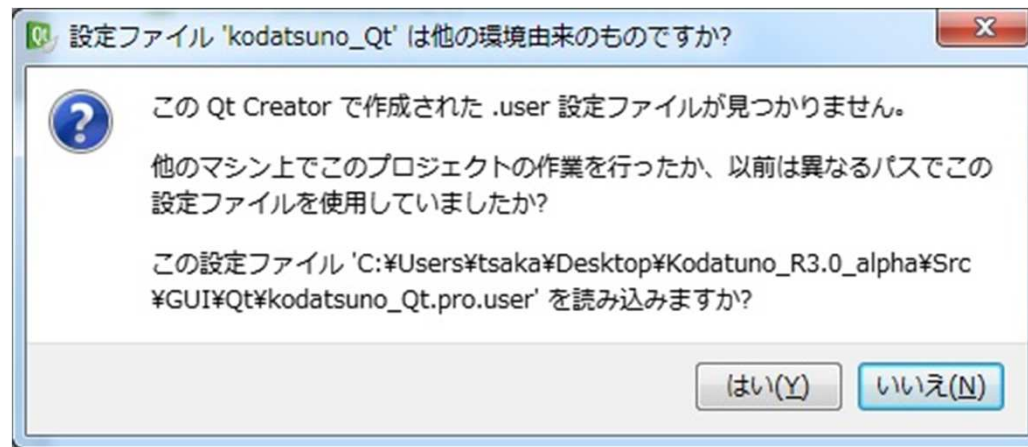 設定ファイル 'kodatsuno_Qt' は他の環境由来のものですか?
この Qt Creator で作成された .user 設定ファイルが見つかりません。
他のマシン上でこのプロジェクトの作業を行ったか、以前は異なるパスでこの
設定ファイルを使用していましたか?
この設定ファイル 'C:¥Users¥tsaka¥Desktop¥Kodatuno_R3.0_alpha¥Src
¥GUI¥Qt¥kodatsuno_Qt.pro.user' を読み込みますか?
はい(Y) いいえ(N)